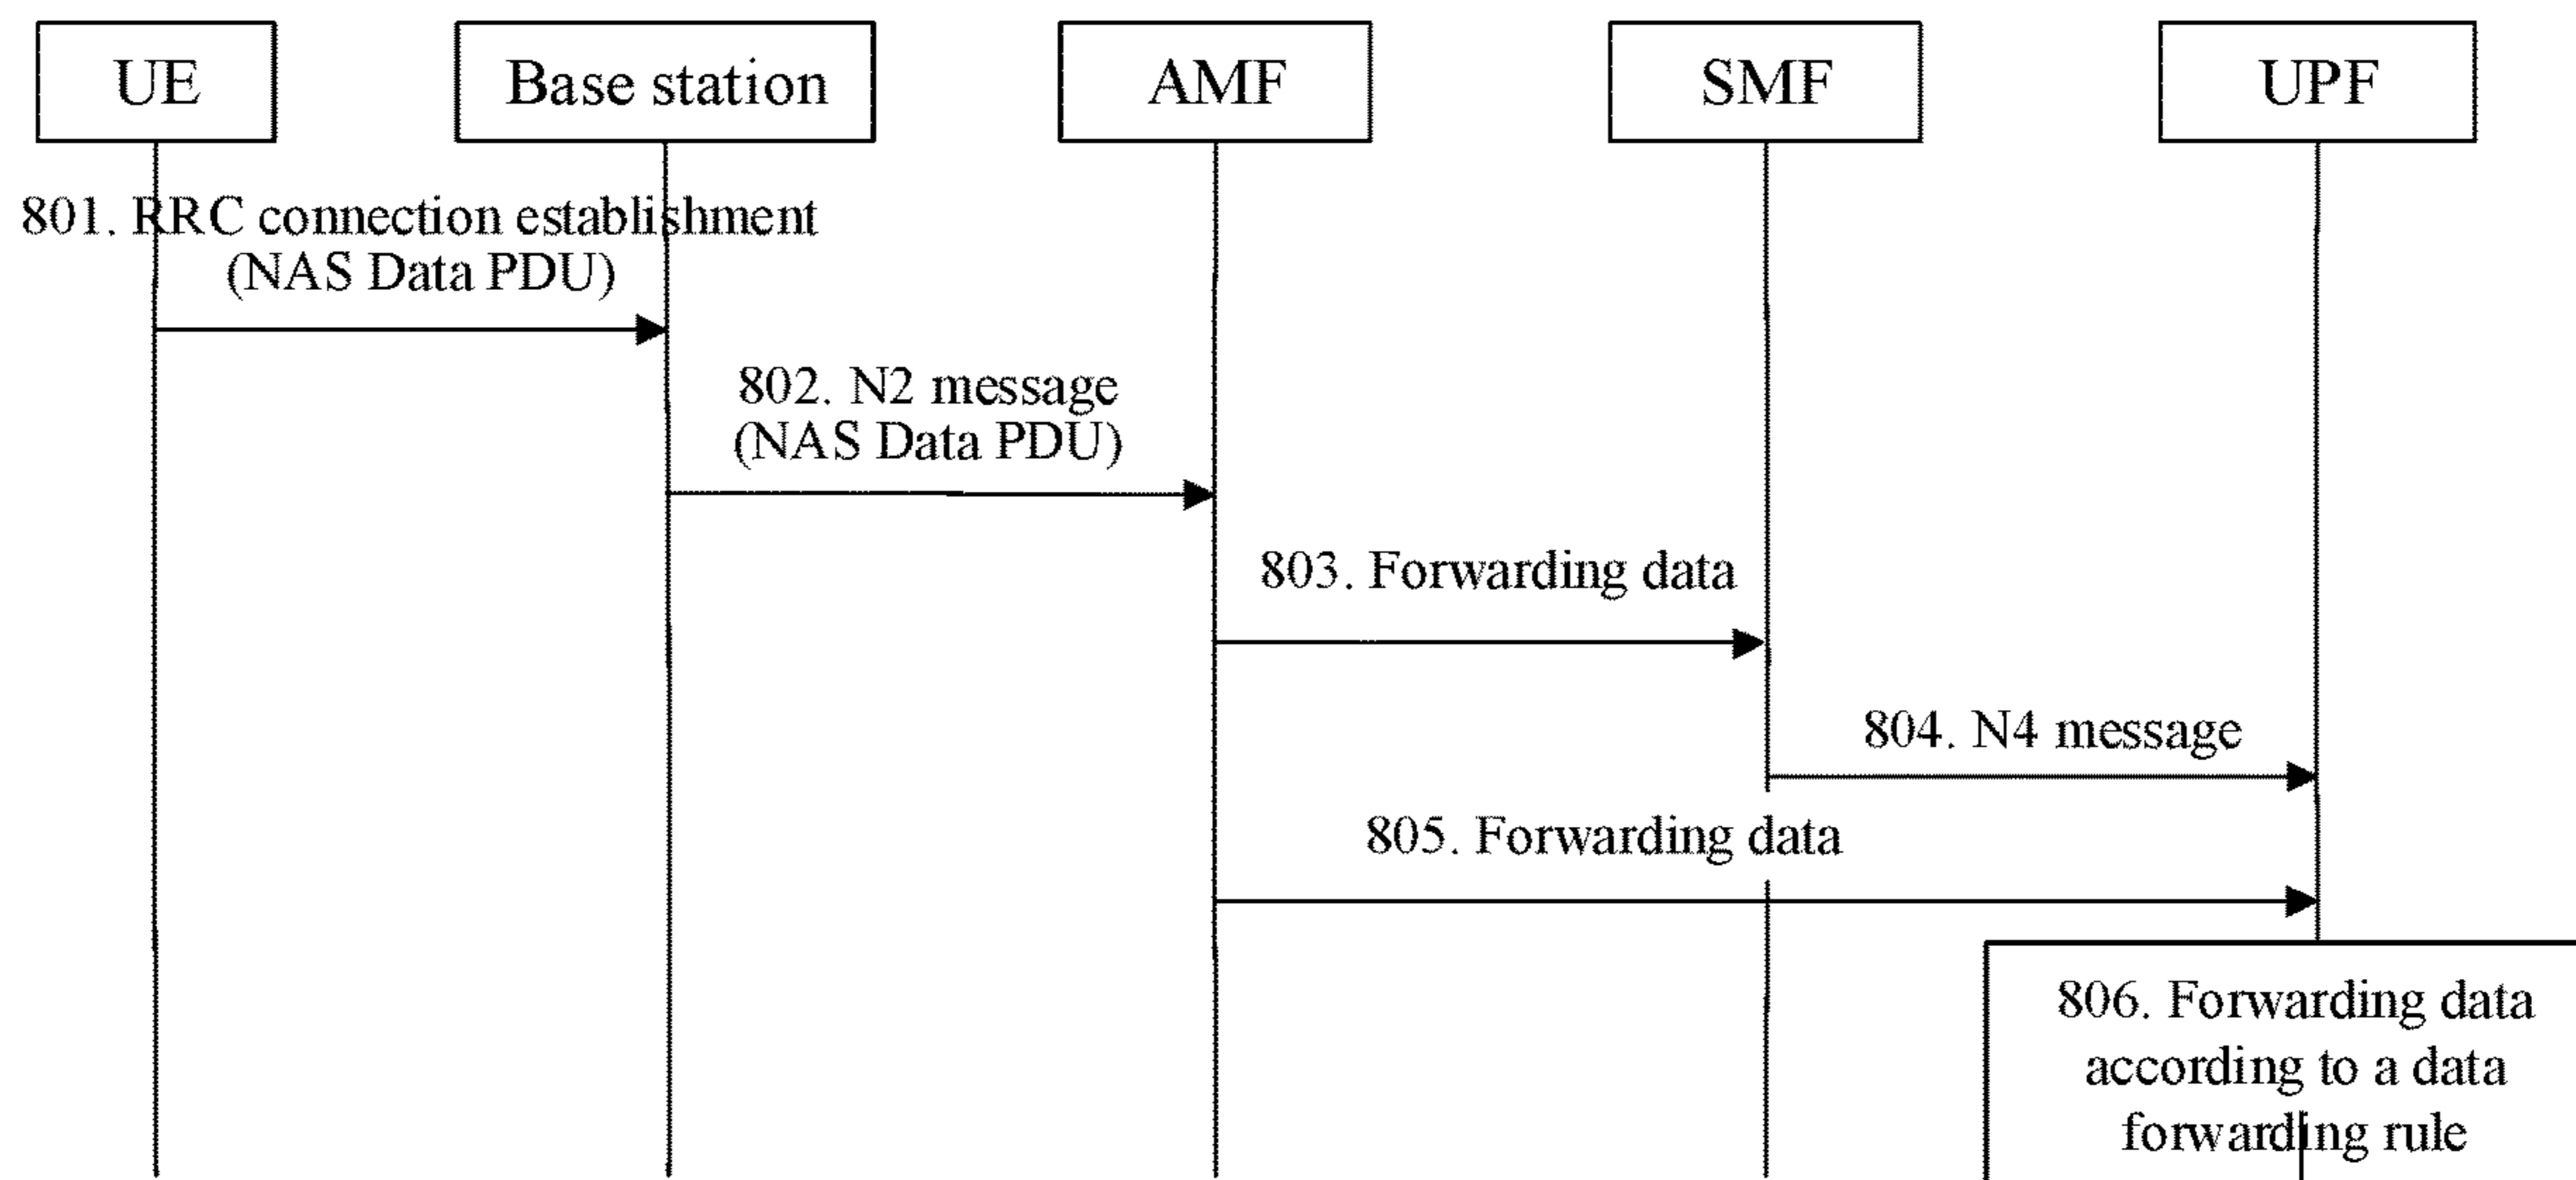 UE
Base station
AMF
SMF
UPF
801. RRC connection establishment
(NAS Data PDU)
802. N2 message
(NAS Data PDU)
803. Forwarding data
804. N4 message
805. Forwarding data
806. Forwarding data
according to a data
forwarding rule